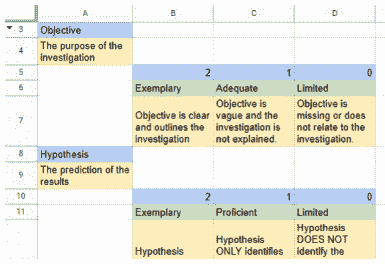 A B C D
3 Objective
4 The purpose of the
investigation
5 2 1 0
6 Exemplary Adequate Limited
7 Objective is clear
and outlines the
investigation
Objective is
vague and the
investigation is
not explained.
Objective is
missing or does
not relate to the
investigation.
8 Hypothesis
9 The prediction of the
results
10 2 1 0
11 Exemplary Proficient Limited
Hypothesis
Hypothesis
ONLY identifies
Hypothesis
DOES NOT
identify the